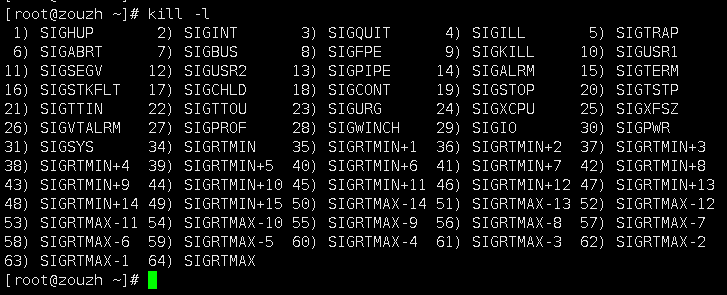 [root@zouzh ~]# kill -l
 1) SIGHUP       2) SIGINT       3) SIGQUIT      4) SIGILL       5) SIGTRAP
 6) SIGABRT      7) SIGBUS       8) SIGFPE       9) SIGKILL     10) SIGUSR1
11) SIGSEGV     12) SIGUSR2     13) SIGPIPE     14) SIGALRM     15) SIGTERM
16) SIGSTKFLT   17) SIGCHLD     18) SIGCONT     19) SIGSTOP     20) SIGTSTP
21) SIGTTIN     22) SIGTTOU     23) SIGURG      24) SIGXCPU     25) SIGXFSZ
26) SIGVTALRM   27) SIGPROF     28) SIGWINCH    29) SIGIO       30) SIGPWR
31) SIGSYS      34) SIGRTMIN    35) SIGRTMIN+1  36) SIGRTMIN+2  37) SIGRTMIN+3
38) SIGRTMIN+4  39) SIGRTMIN+5  40) SIGRTMIN+6  41) SIGRTMIN+7  42) SIGRTMIN+8
43) SIGRTMIN+9  44) SIGRTMIN+10 45) SIGRTMIN+11 46) SIGRTMIN+12 47) SIGRTMIN+13
48) SIGRTMIN+14 49) SIGRTMIN+15 50) SIGRTMAX-14 51) SIGRTMAX-13 52) SIGRTMAX-12
53) SIGRTMAX-11 54) SIGRTMAX-10 55) SIGRTMAX-9  56) SIGRTMAX-8  57) SIGRTMAX-7
58) SIGRTMAX-6  59) SIGRTMAX-5  60) SIGRTMAX-4  61) SIGRTMAX-3  62) SIGRTMAX-2
63) SIGRTMAX-1  64) SIGRTMAX
[root@zouzh ~]#